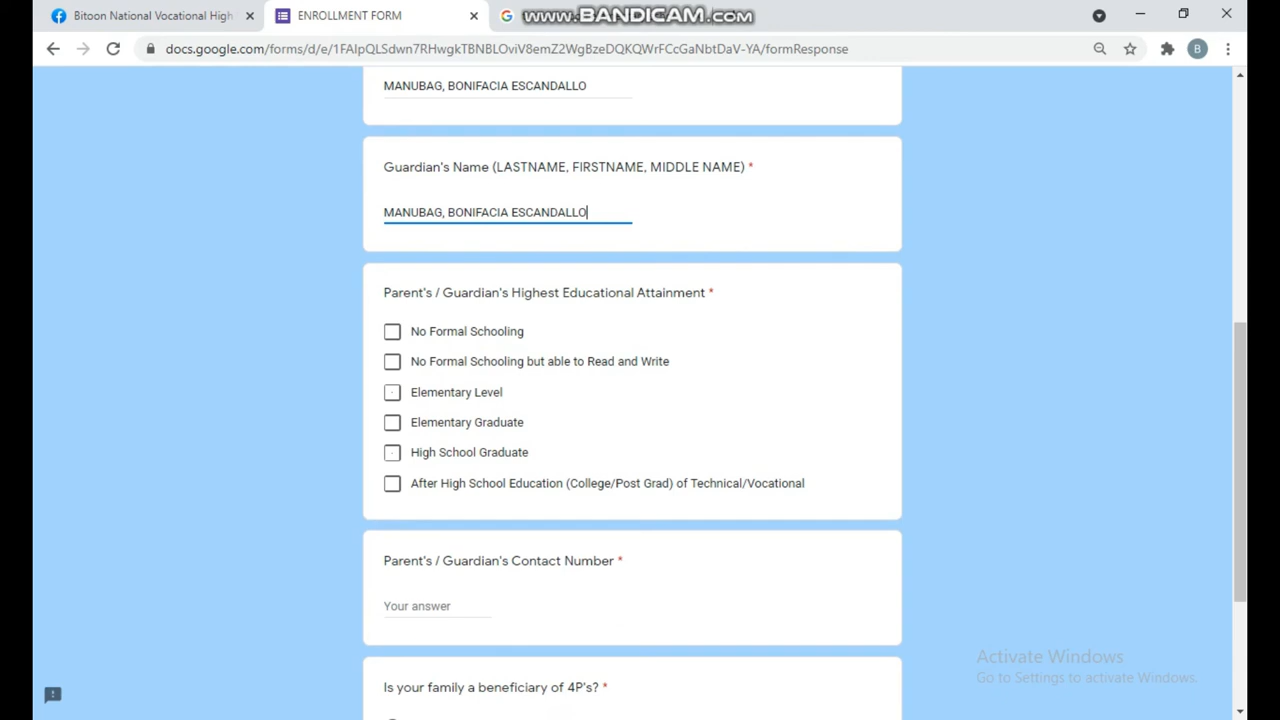 Bitoon National Vocational High
ENROLLMENT FORM
www.BANDICAM.com
docs.google.com/forms/d/e/1FAIpQLSdwn7RHwgkTBNBLOviV8emZ2WgBzeDQKQWrFCcGaNbtDaV-YA/formResponse
B
MANUBAG, BONIFACIA ESCANDALLO
Guardian's Name (LASTNAME, FIRSTNAME, MIDDLE NAME) *
MANUBAG, BONIFACIA ESCANDALLO
Parent's / Guardian's Highest Educational Attainment *
No Formal Schooling
No Formal Schooling but able to Read and Write
Elementary Level
Elementary Graduate
High School Graduate
After High School Education (College/Post Grad) of Technical/Vocational
Parent's / Guardian's Contact Number *
Your answer
Is your family a beneficiary of 4P's? *
Activate Windows
Go to Settings to activate Windows.